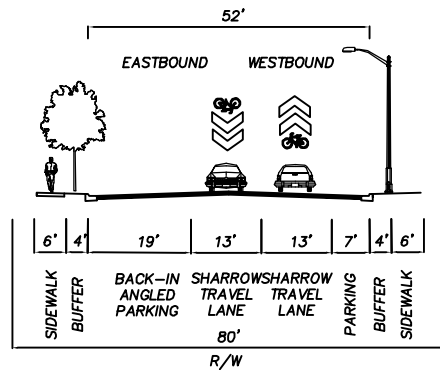 52'
EASTBOUND WESTBOUND
6' 4' 19' 13' 13' 7' 4' 6'
SIDEWALK
BUFFER
BACK-IN
ANGLED
PARKING
SHARROW
TRAVEL
LANE
SHARROW
TRAVEL
LANE
PARKING
BUFFER
SIDEWALK
80'
R/W